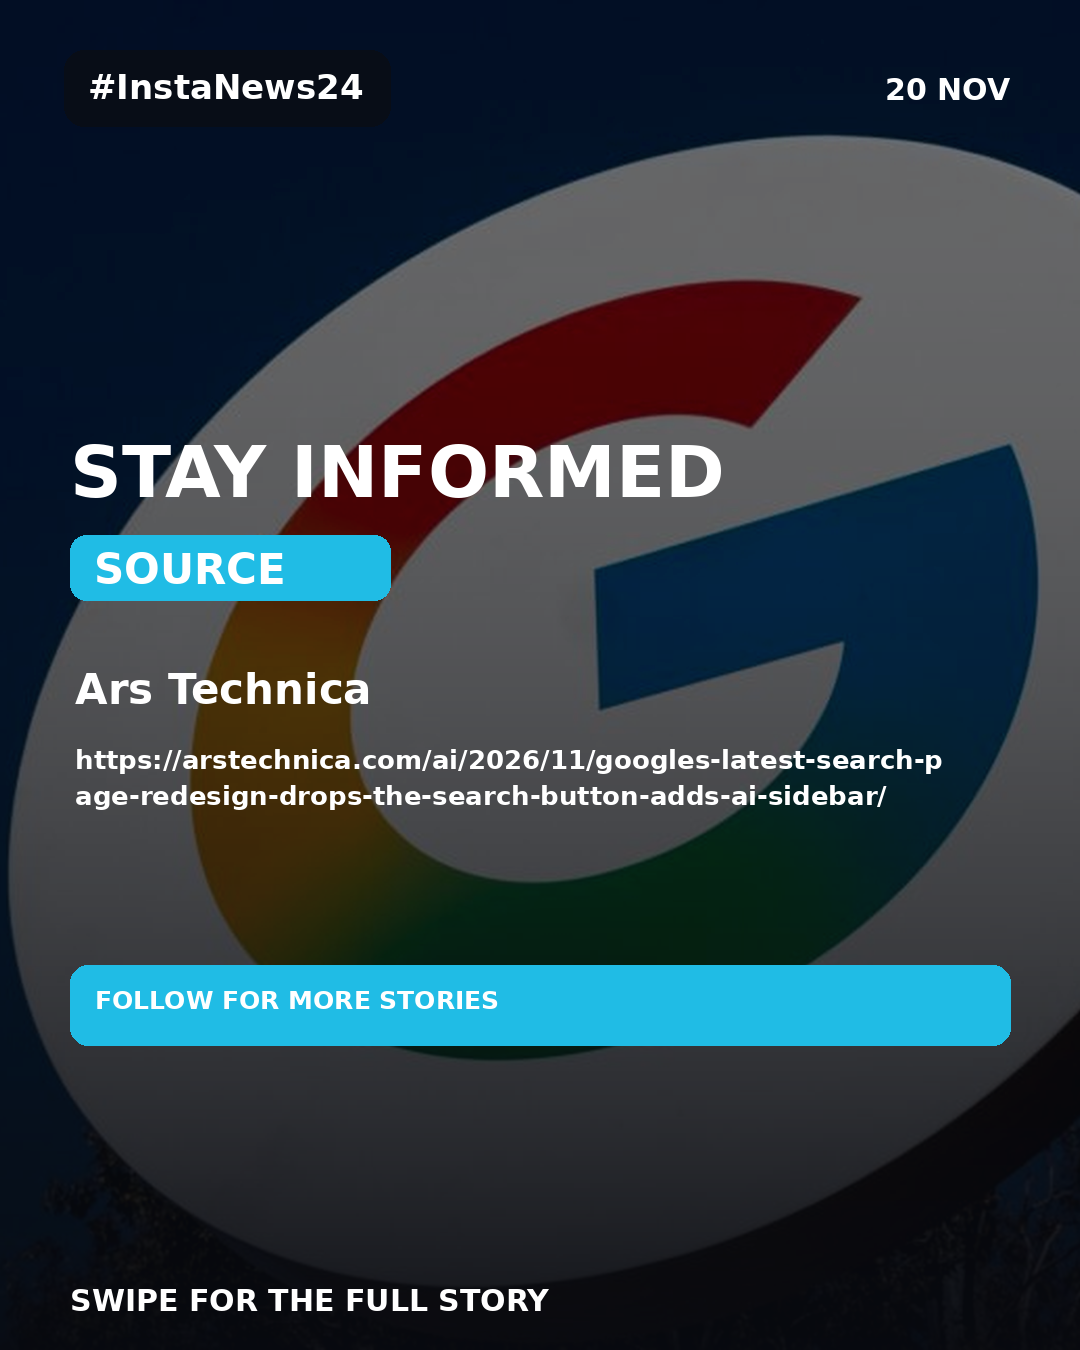 #InstaNews24
20 NOV
STAY INFORMED
SOURCE
Ars Technica
https://arstechnica.com/ai/2026/11/googles-latest-search-p
age-redesign-drops-the-search-button-adds-ai-sidebar/
FOLLOW FOR MORE STORIES
SWIPE FOR THE FULL STORY